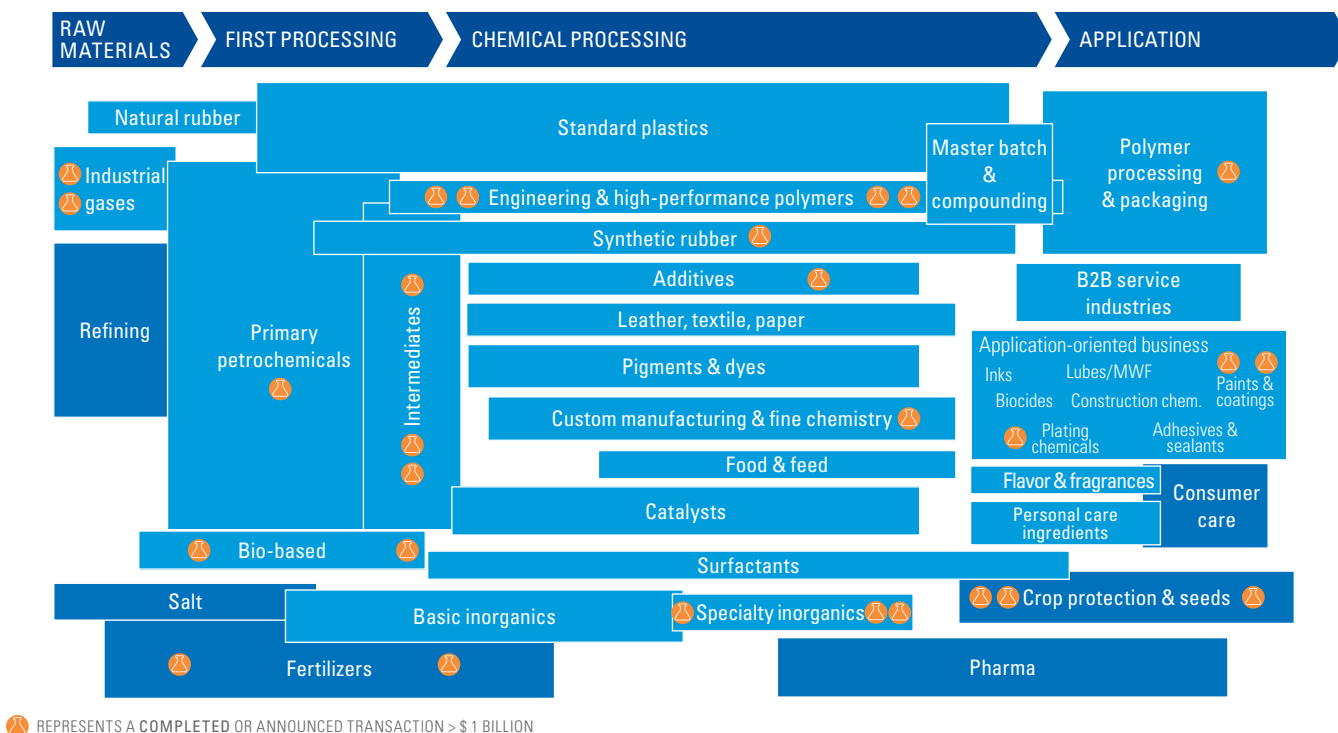 RAW
MATERIALS
FIRST PROCESSING
CHEMICAL PROCESSING
APPLICATION
Natural rubber
Standard plastics
Industrial
gases
Master batch
&
compounding
Polymer
processing
& packaging
Engineering & high-performance polymers
Synthetic rubber
Refining
Primary
petrochemicals
Intermediates
Additives
Leather, textile, paper
Pigments & dyes
Custom manufacturing & fine chemistry
Food & feed
Catalysts
B2B service
industries
Application-oriented business
Inks
Lubes/MWF
Paints &
coatings
Biocides
Construction chem.
Plating
chemicals
Adhesives &
sealants
Flavor & fragrances
Personal care
ingredients
Consumer
care
Bio-based
Surfactants
Salt
Basic inorganics
Specialty inorganics
Crop protection & seeds
Fertilizers
Pharma
REPRESENTS A COMPLETED OR ANNOUNCED TRANSACTION > $ 1 BILLION